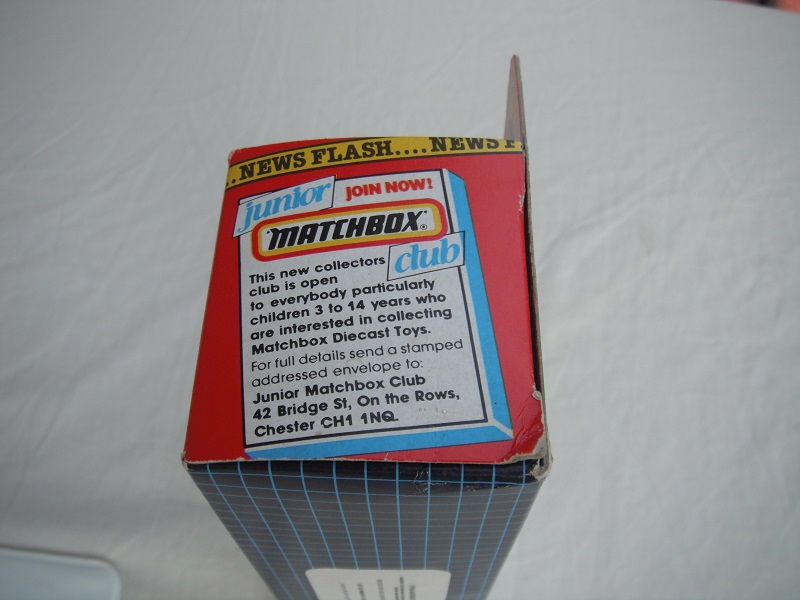 ..NEWS FLASH....NEWS F
junior
JOIN NOW!
MATCHBOX®
club
This new collectors
club is open
to everybody particularly
children 3 to 14 years who
are interested in collecting
Matchbox Diecast Toys.
For full details send a stamped
addressed envelope to:
Junior Matchbox Club
42 Bridge St, On the Rows,
Chester CH1 1NQ.